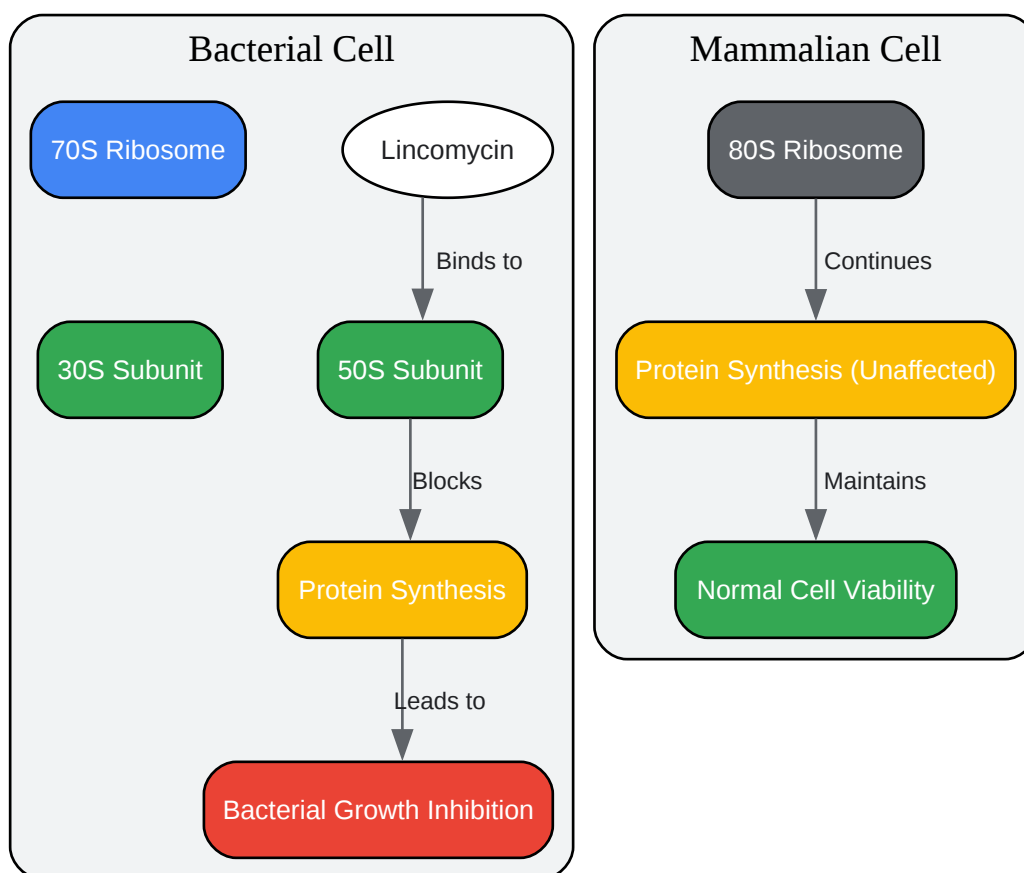 Bacterial Cell
70S Ribosome
Lincomycin
Binds to
30S Subunit
50S Subunit
Blocks
Protein Synthesis
Leads to
Bacterial Growth Inhibition
Mammalian Cell
80S Ribosome
Continues
Protein Synthesis (Unaffected)
Maintains
Normal Cell Viability